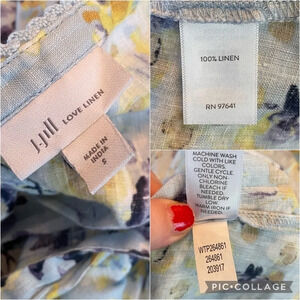 J.Jill
LOVE LINEN
MADE IN
INDIA
S
100% LINEN
RN 97641
MACHINE WASH
COLD WITH LIKE
COLORS,
GENTLE CYCLE.
ONLY NON-
CHLORINE
BLEACH IF
NEEDED.
TUMBLE DRY
LOW.
WARM IRON IF
NEEDED.
WTP264861
264861
203917
PIC•COLLAGE